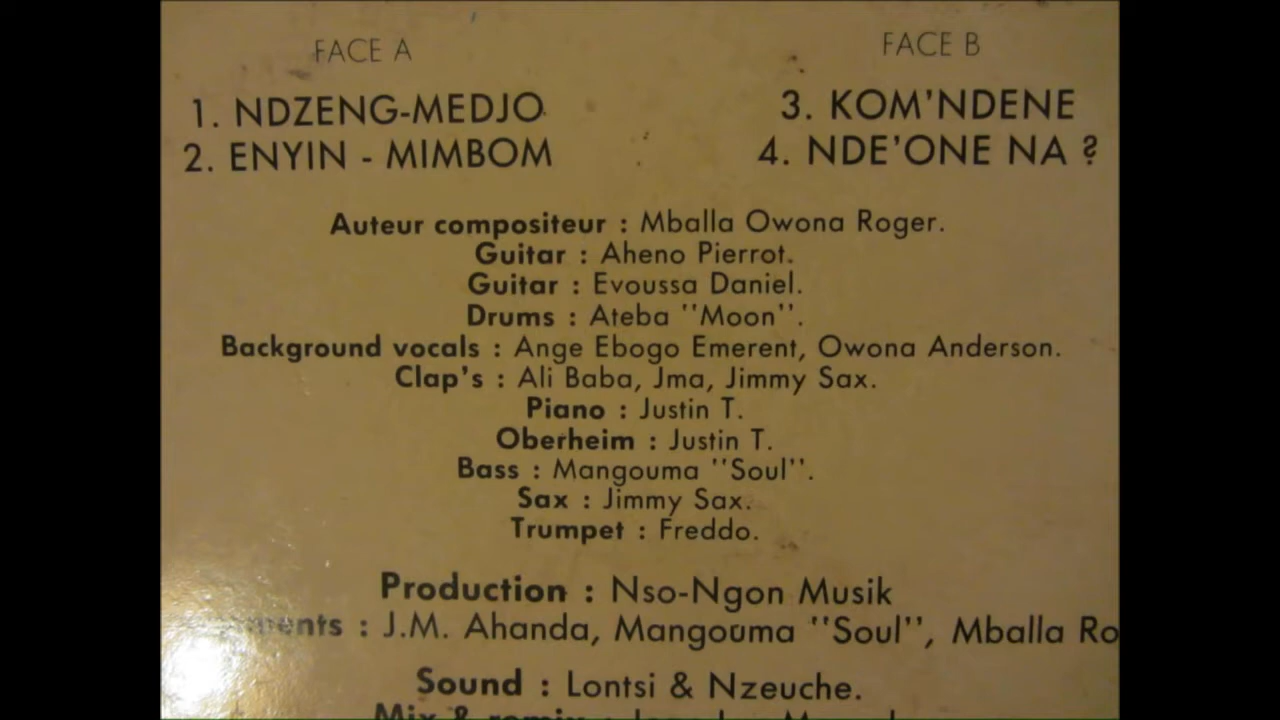 FACE A
1. NDZENG-MEDJO
2. ENYIN - MIMBOM
FACE B
3. KOM'NDENE
4. NDE'ONE NA ?
Auteur compositeur : Mballa Owona Roger.
Guitar : Aheno Pierrot.
Guitar : Evoussa Daniel.
Drums : Ateba "Moon".
Background vocals : Ange Ebogo Emerent, Owona Anderson.
Clap's : Ali Baba, Jma, Jimmy Sax.
Piano : Justin T.
Oberheim : Justin T.
Bass : Mangouma "Soul".
Sax : Jimmy Sax.
Trumpet : Freddo.
Production : Nso-Ngon Musik
: J.M. Ahanda, Mangouma "Soul", Mballa Ro
Sound : Lontsi & Nzeuche.
Mix & remix :